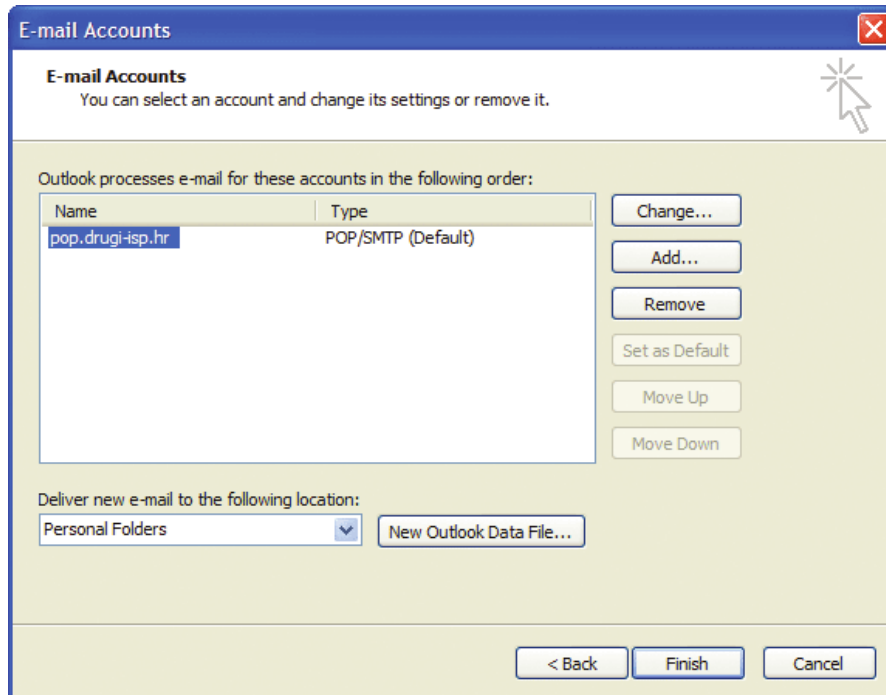 E-mail Accounts
E-mail Accounts
You can select an account and change its settings or remove it.
Outlook processes e-mail for these accounts in the following order:
Name Type
pop.drugi-isp.hr POP/SMTP (Default)
Change...
Add...
Remove
Set as Default
Move Up
Move Down
Deliver new e-mail to the following location:
Personal Folders New Outlook Data File...
< Back Finish Cancel